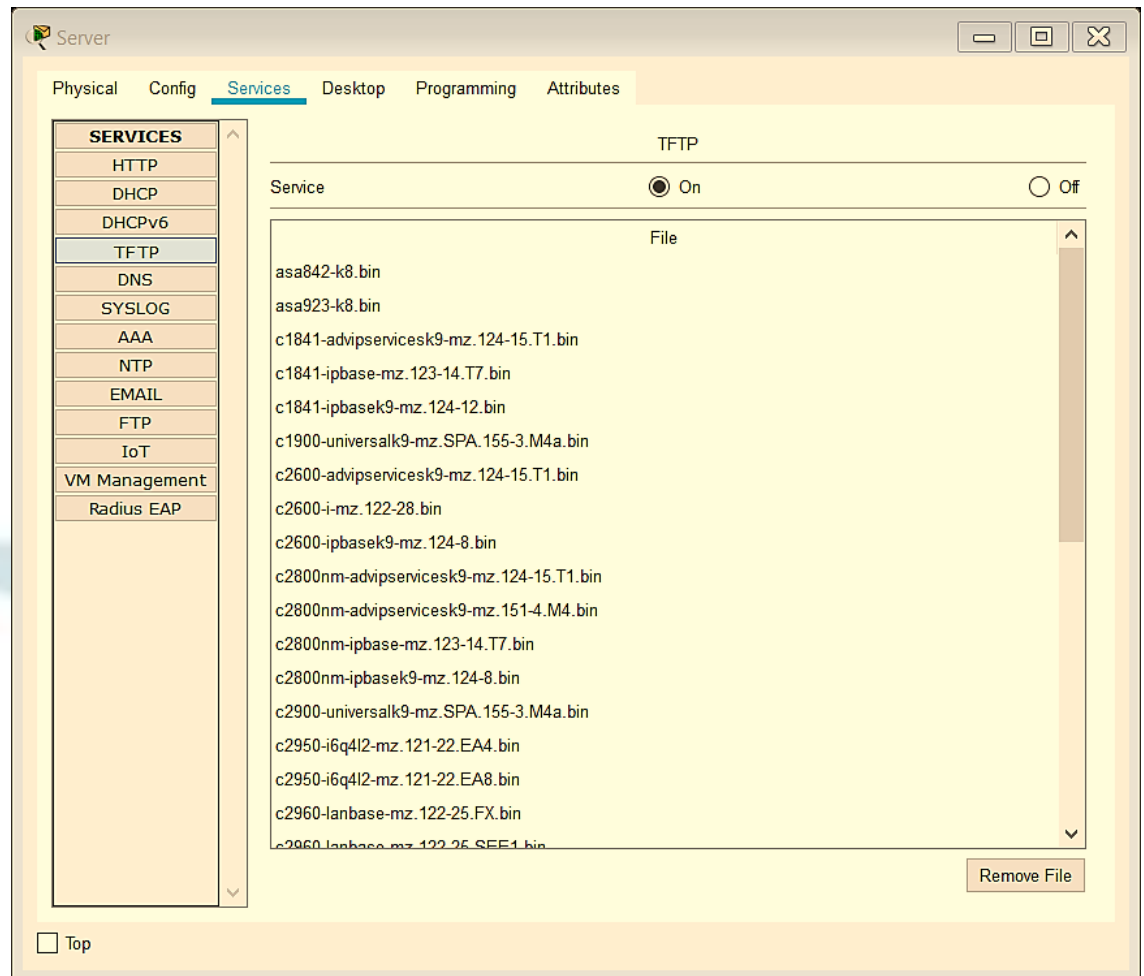 Server
Physical Config Services Desktop Programming Attributes
SERVICES
HTTP
DHCP
DHCPv6
TFTP
DNS
SYSLOG
AAA
NTP
EMAIL
FTP
IoT
VM Management
Radius EAP
TFTP
Service On Off
File
asa842-k8.bin
asa923-k8.bin
c1841-advipservicesk9-mz.124-15.T1.bin
c1841-ipbase-mz.123-14.T7.bin
c1841-ipbasek9-mz.124-12.bin
c1900-universalk9-mz.SPA.155-3.M4a.bin
c2600-advipservicesk9-mz.124-15.T1.bin
c2600-i-mz.122-28.bin
c2600-ipbasek9-mz.124-8.bin
c2800nm-advipservicesk9-mz.124-15.T1.bin
c2800nm-advipservicesk9-mz.151-4.M4.bin
c2800nm-ipbase-mz.123-14.T7.bin
c2800nm-ipbasek9-mz.124-8.bin
c2900-universalk9-mz.SPA.155-3.M4a.bin
c2950-i6q4l2-mz.121-22.EA4.bin
c2950-i6q4l2-mz.121-22.EA8.bin
c2960-lanbase-mz.122-25.FX.bin
c2960-lanbase-mz.122-25.SEE1.bin
Remove File
Top